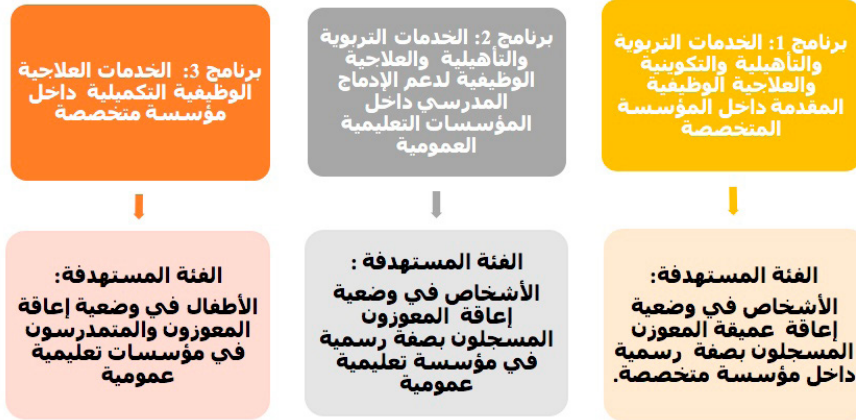 برنامج 1: الخدمات التربوية
والتأهيلية والتكوينية
والعلاجية الوظيفية
المقدمة داخل المؤسسة
المتخصصة
الفئة المستهدفة:
الأشخاص في وضعية
إعاقة عميقة المعوزن
المسجلون بصفة رسمية
داخل مؤسسة متخصصة.
برنامج 2: الخدمات التربوية
والتأهيلية والعلاجية
الوظيفية لدعم الإدماج
المدرسي داخل
المؤسسات التعليمية
العمومية
الفئة المستهدفة :
الأشخاص في وضعية
إعاقة المعوزون
المسجلون بصفة رسمية
في مؤسسة تعليمية
عمومية
برنامج 3: الخدمات العلاجية
الوظيفية التكميلية داخل
مؤسسة متخصصة
الفئة المستهدفة:
الأطفال في وضعية إعاقة
المعوزون والمتمدرسون
في مؤسسات تعليمية
عمومية